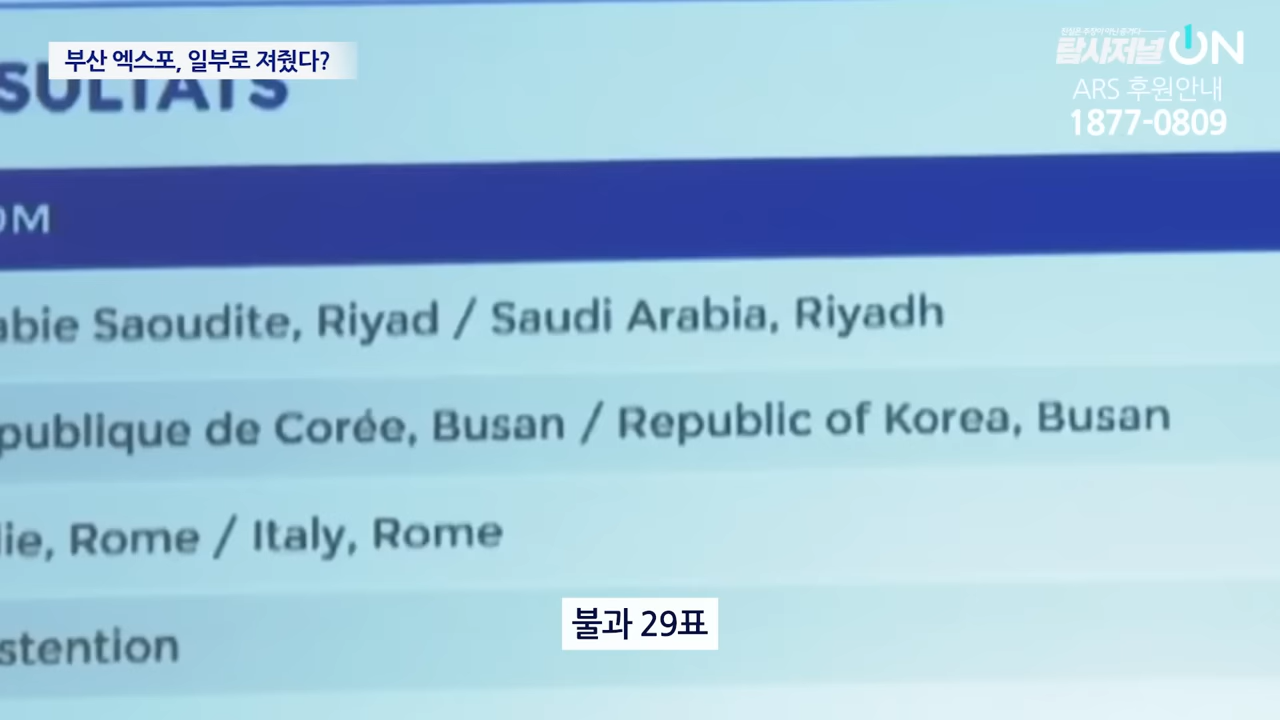 부산 엑스포, 일부로 져줬다?
탐사저널 ON
ARS 후원안내
1877-0809
SULTATS
OM
abie Saoudite, Riyad / Saudi Arabia, Riyadh
publique de Corée, Busan / Republic of Korea, Busan
lie, Rome / Italy, Rome
stention
불과 29표